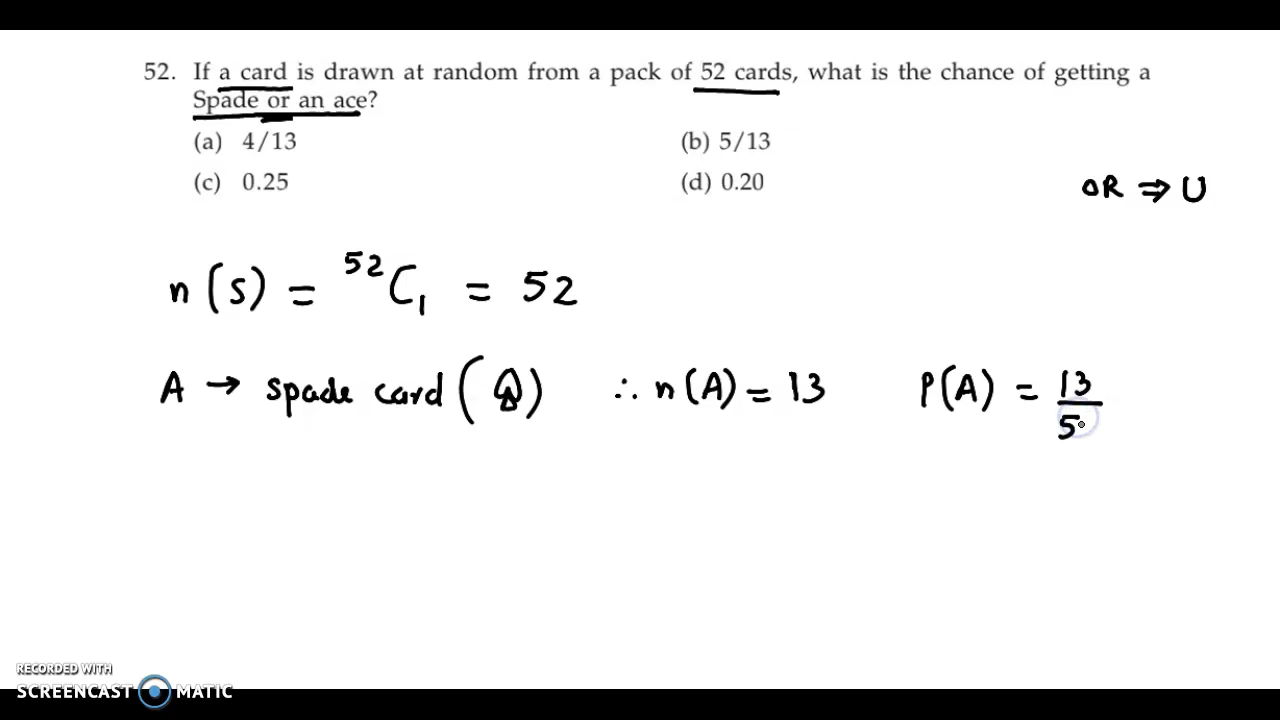 52. If a card is drawn at random from a pack of 52 cards, what is the chance of getting a
Spade or an ace?
(a) 4/13 (b) 5/13
(c) 0.25 (d) 0.20
OR ⇒ U
n(S) = ⁵²C₁ = 52
A → spade card (♠) ∴ n(A) = 13 P(A) = 13/5
RECORDED WITH
SCREENCAST MATIC